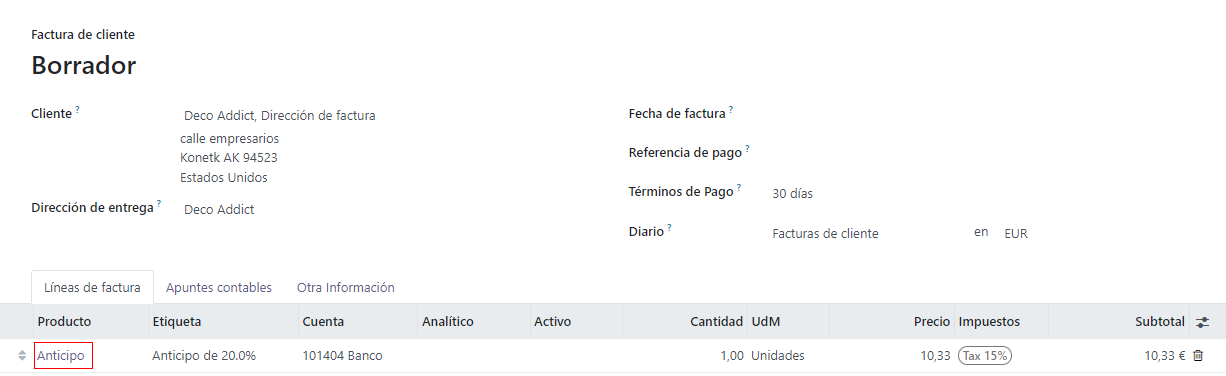 Factura de cliente
Borrador
Cliente ? Deco Addict, Dirección de factura
calle empresarios
Konetk AK 94523
Estados Unidos
Dirección de entrega ? Deco Addict
Fecha de factura ?
Referencia de pago ?
Términos de Pago ? 30 días
Diario ? Facturas de cliente en EUR
Líneas de factura Apuntes contables Otra Información
Producto Etiqueta Cuenta Analítico Activo Cantidad UdM Precio Impuestos Subtotal
Anticipo Anticipo de 20.0% 101404 Banco 1,00 Unidades 10,33 Tax 15% 10,33 €